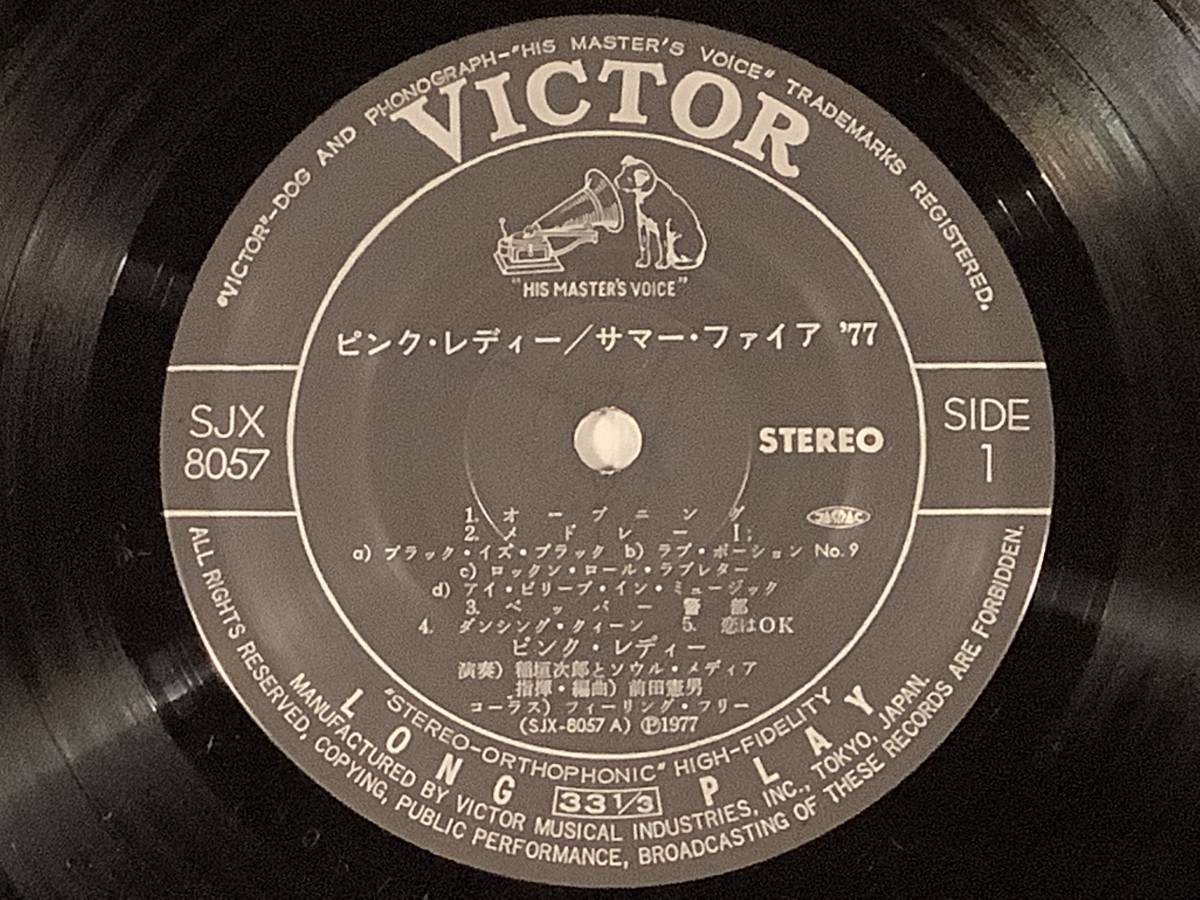 "VICTOR"-DOG AND PHONOGRAPH-"HIS MASTER'S VOICE" TRADEMARKS REGISTERED.
VICTOR
"HIS MASTER'S VOICE"
ピンク・レディー／サマー・ファイア '77
SJX
8057
STEREO
SIDE
1
1. オープニング
JASRAC
2. メドレー I;
a) ブラック・イズ・ブラック b) ラブ・ポーション No.9
c) ロックン・ロール・ラブレター
d) アイ・ビリーブ・イン・ミュージック
3. ペッパー警部
4. ダンシング・クィーン 5. 恋はOK
ピンク・レディー
演奏) 稲垣次郎とソウル・メディア
指揮・編曲) 前田憲男
コーラス) フィーリング・フリー
(SJX-8057 A) Ⓟ1977
"STEREO-ORTHOPHONIC" HIGH-FIDELITY
LONG 33 1/3 PLAY
MANUFACTURED BY VICTOR MUSICAL INDUSTRIES, INC., TOKYO, JAPAN.
ALL RIGHTS RESERVED, COPYING, PUBLIC PERFORMANCE, BROADCASTING OF THESE RECORDS ARE FORBIDDEN.